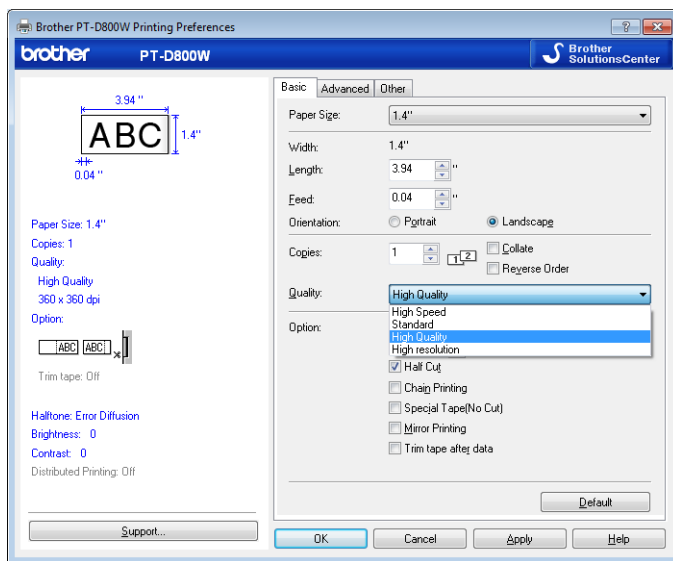 Brother PT-D800W Printing Preferences
brother PT-D800W
Brother
SolutionsCenter
3.94 "
ABC
1.4"
0.04 "
Paper Size: 1.4"
Copies: 1
Quality:
High Quality
360 x 360 dpi
Option:
ABC ABC
Trim tape: Off
Halftone: Error Diffusion
Brightness: 0
Contrast: 0
Distributed Printing: Off
Support...
Basic Advanced Other
Paper Size: 1.4"
Width: 1.4"
Length: 3.94 "
Feed: 0.04 "
Orientation: Portrait Landscape
Copies: 1 1 2 Collate
Reverse Order
Quality: High Quality
High Speed
Standard
High Quality
High resolution
Option:
Half Cut
Chain Printing
Special Tape(No Cut)
Mirror Printing
Trim tape after data
Default
OK Cancel Apply Help